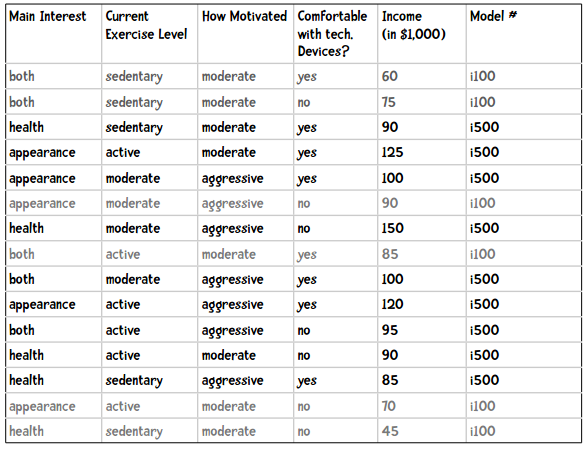 Main Interest Current Exercise Level How Motivated Comfortable with tech. Devices? Income (in $1,000) Model #
both sedentary moderate yes 60 i100
both sedentary moderate no 75 i100
health sedentary moderate yes 90 i500
appearance active moderate yes 125 i500
appearance moderate aggressive yes 100 i500
appearance moderate aggressive no 90 i100
health moderate aggressive no 150 i500
both active moderate yes 85 i100
both moderate aggressive yes 100 i500
appearance active aggressive yes 120 i500
both active aggressive no 95 i500
health active moderate no 90 i500
health sedentary aggressive yes 85 i500
appearance active moderate no 70 i100
health sedentary moderate no 45 i100